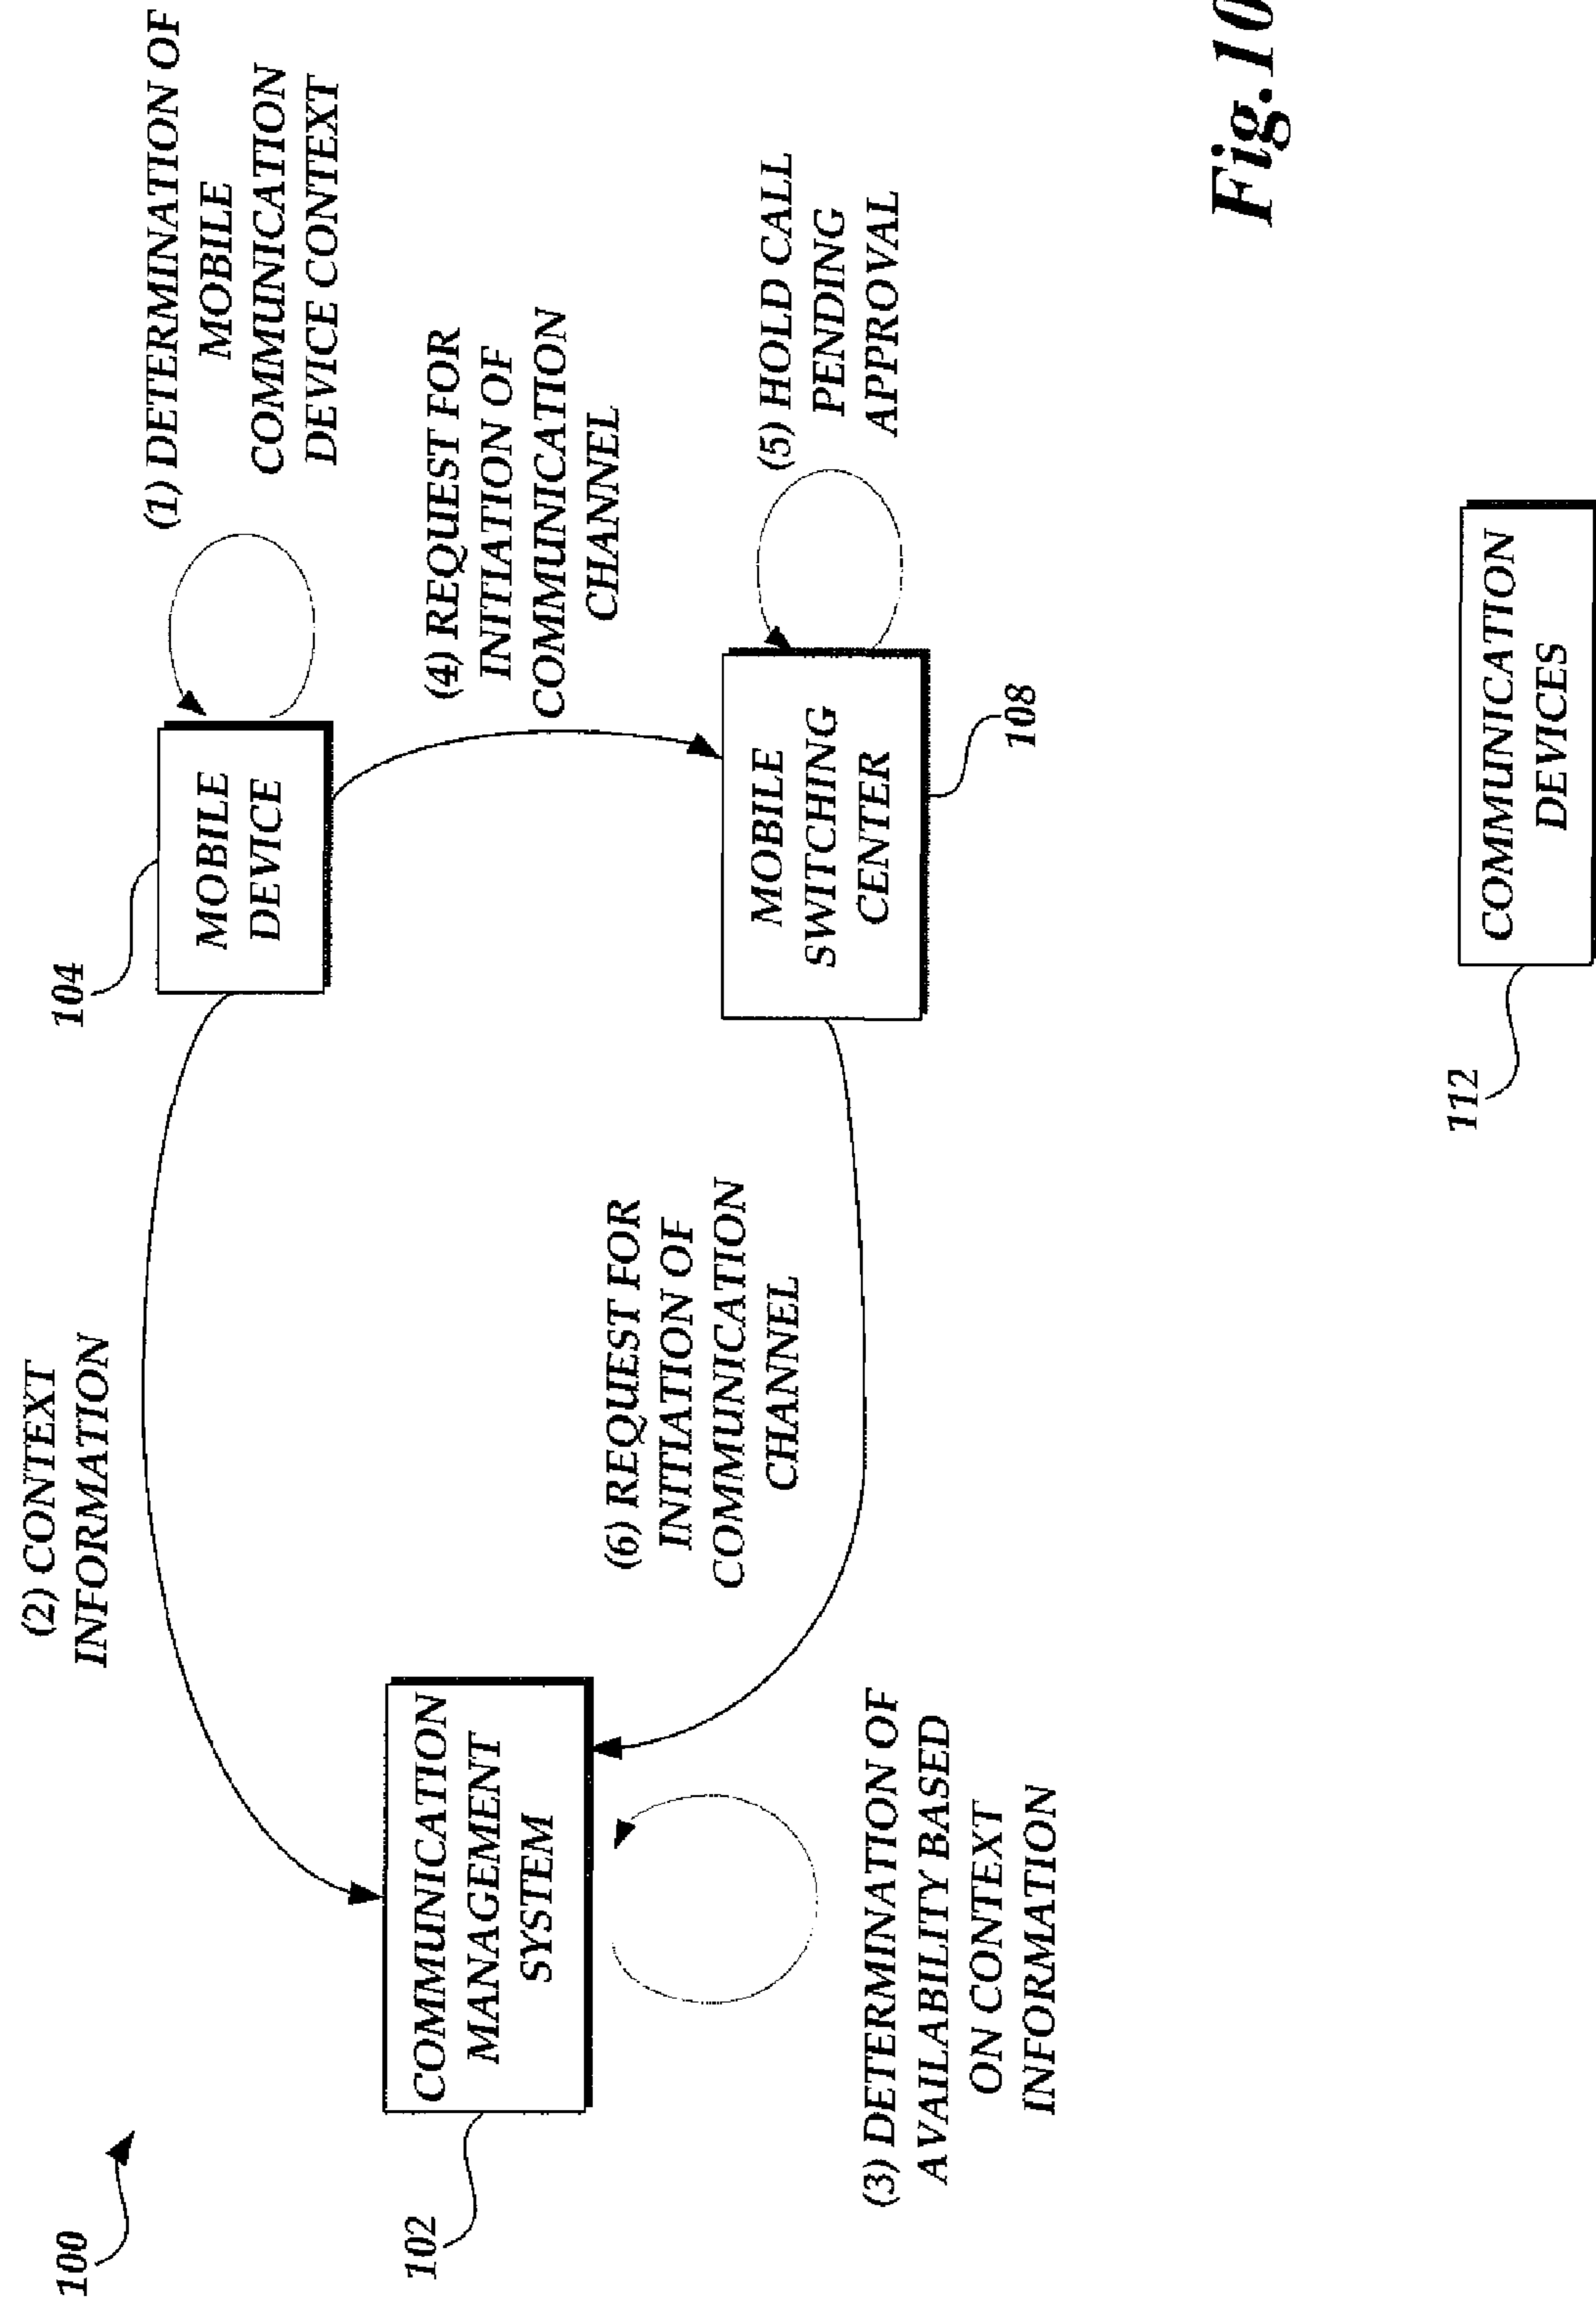 100
(2) CONTEXT
INFORMATION
104
(1) DETERMINATION OF
MOBILE
COMMUNICATION
DEVICE CONTEXT
MOBILE
DEVICE
102
COMMUNICATION
MANAGEMENT
SYSTEM
(4) REQUEST FOR
INITIATION OF
COMMUNICATION
CHANNEL
(6) REQUEST FOR
INITIATION OF
COMMUNICATION
CHANNEL
MOBILE
SWITCHING
CENTER
(5) HOLD CALL
PENDING
APPROVAL
108
(3) DETERMINATION OF
AVAILABILITY BASED
ON CONTEXT
INFORMATION
Fig.10
112
COMMUNICATION
DEVICES